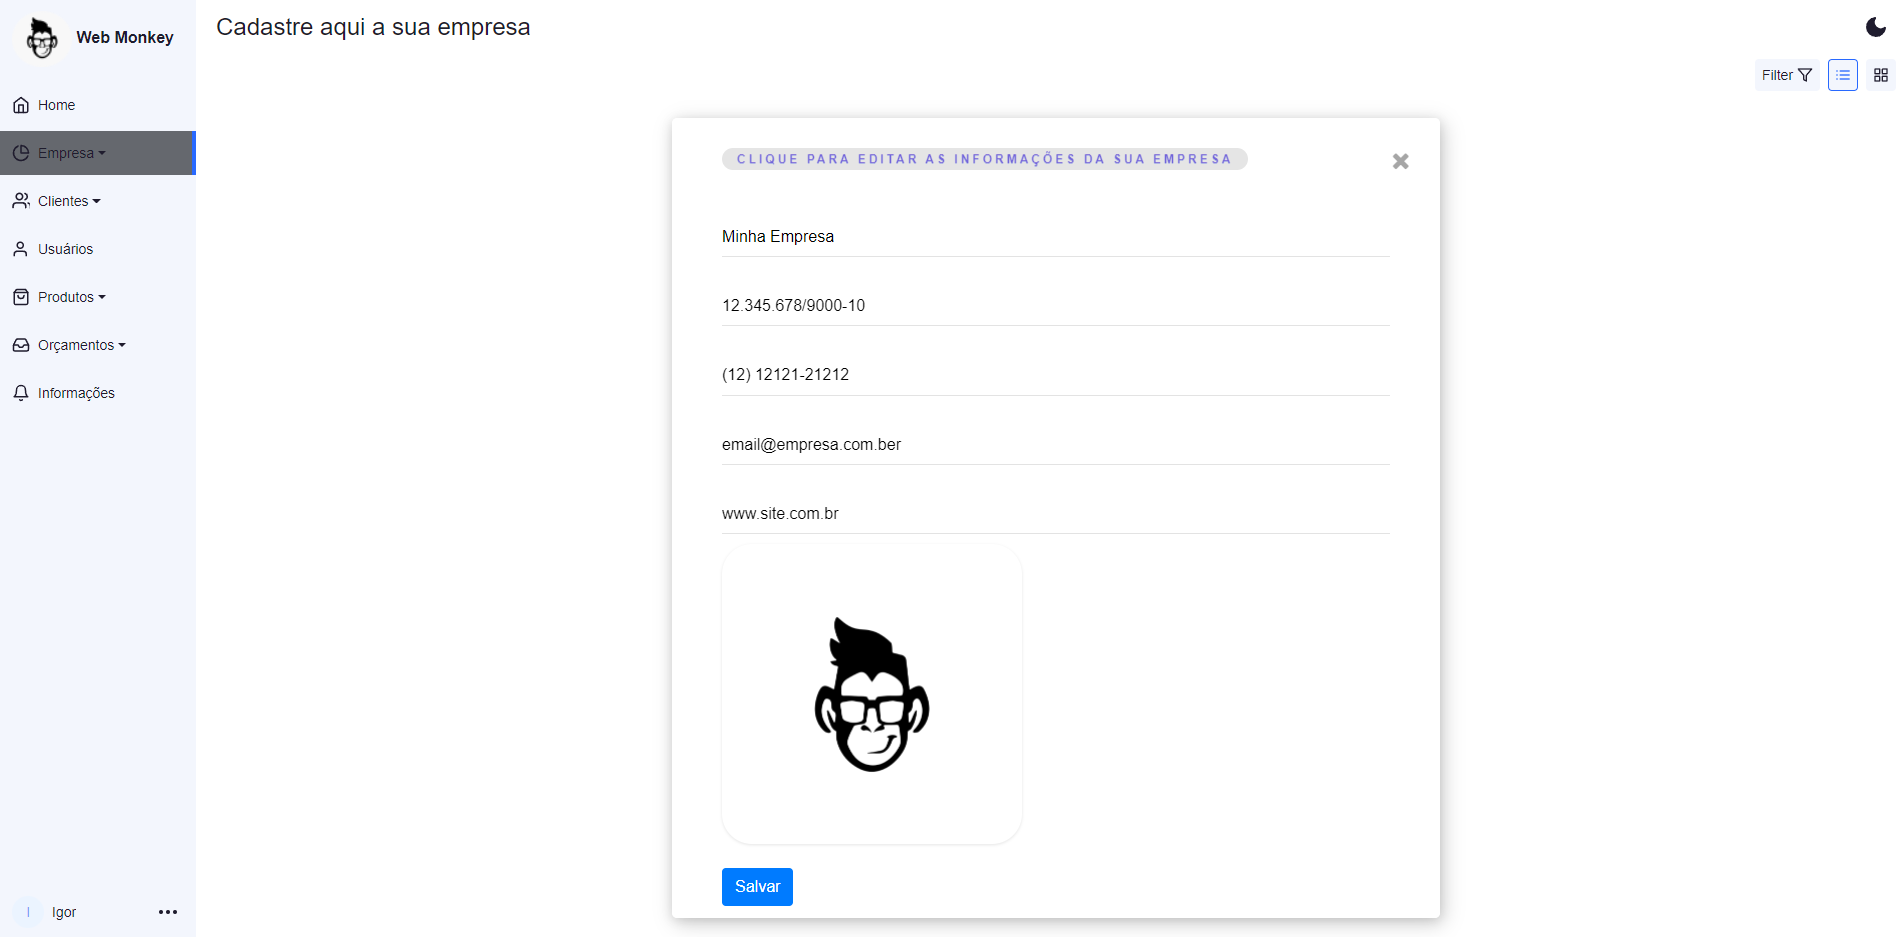 Web Monkey
Cadastre aqui a sua empresa
Filter
Home
Empresa
Clientes
Usuários
Produtos
Orçamentos
Informações
CLIQUE PARA EDITAR AS INFORMAÇÕES DA SUA EMPRESA
Minha Empresa
12.345.678/9000-10
(12) 12121-21212
email@empresa.com.ber
www.site.com.br
Salvar
I Igor